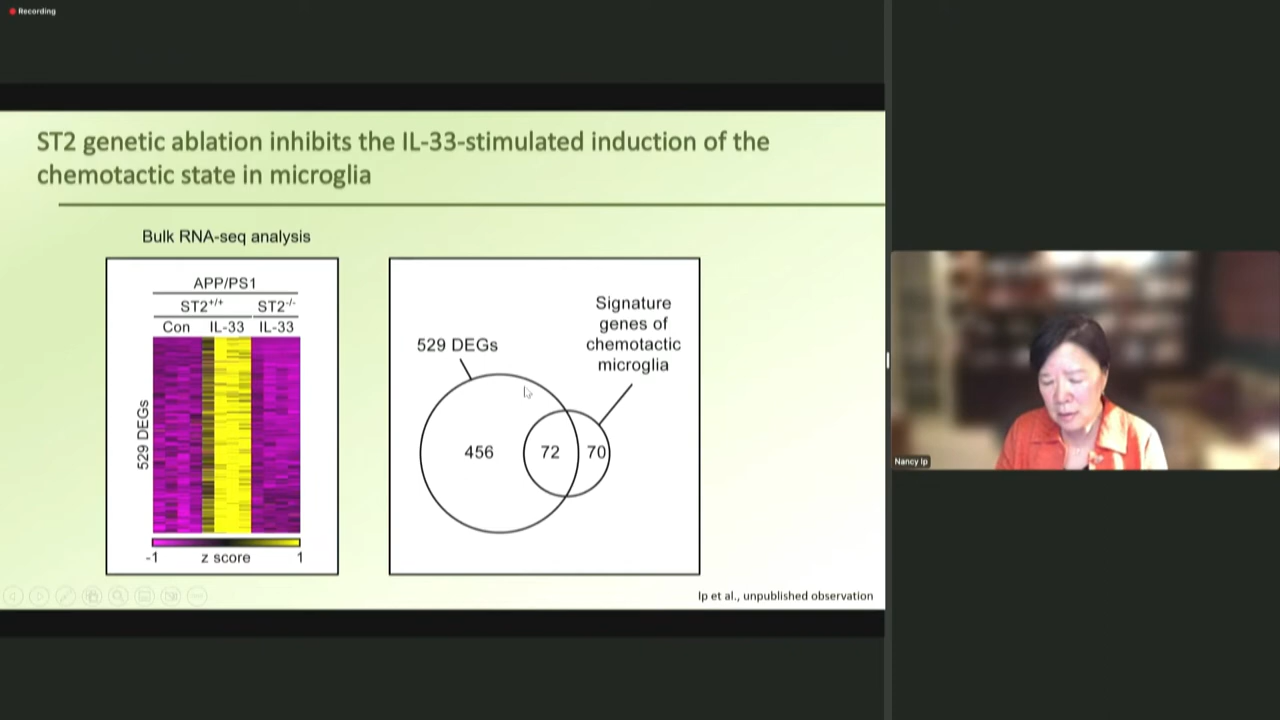 Recording
ST2 genetic ablation inhibits the IL-33-stimulated induction of the
chemotactic state in microglia
Bulk RNA-seq analysis
APP/PS1
ST2+/+ ST2-/-
Con IL-33 IL-33
529 DEGs
-1 z score 1
Signature
genes of
chemotactic
microglia
529 DEGs
456 72 70
Ip et al., unpublished observation
Nancy Ip